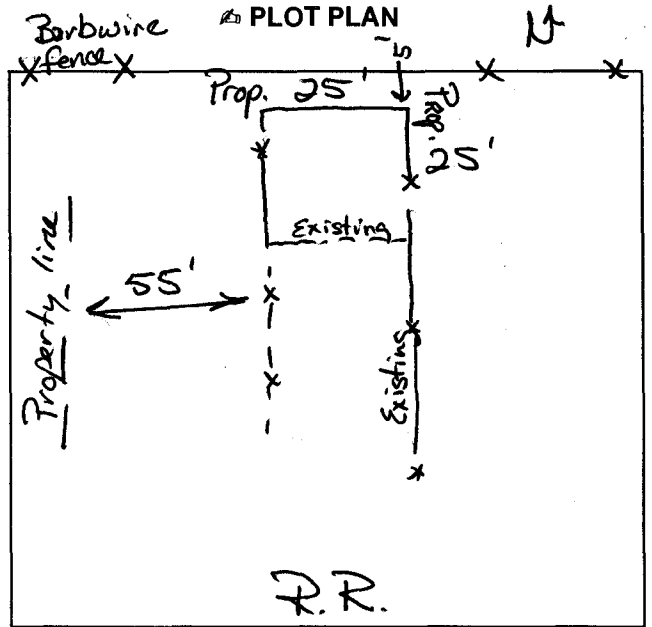 PLOT PLAN
N
Barbwire
fence
5'
Prop. 25'
Prop.
25'
Existing
55'
Property line
Existing
R.R.